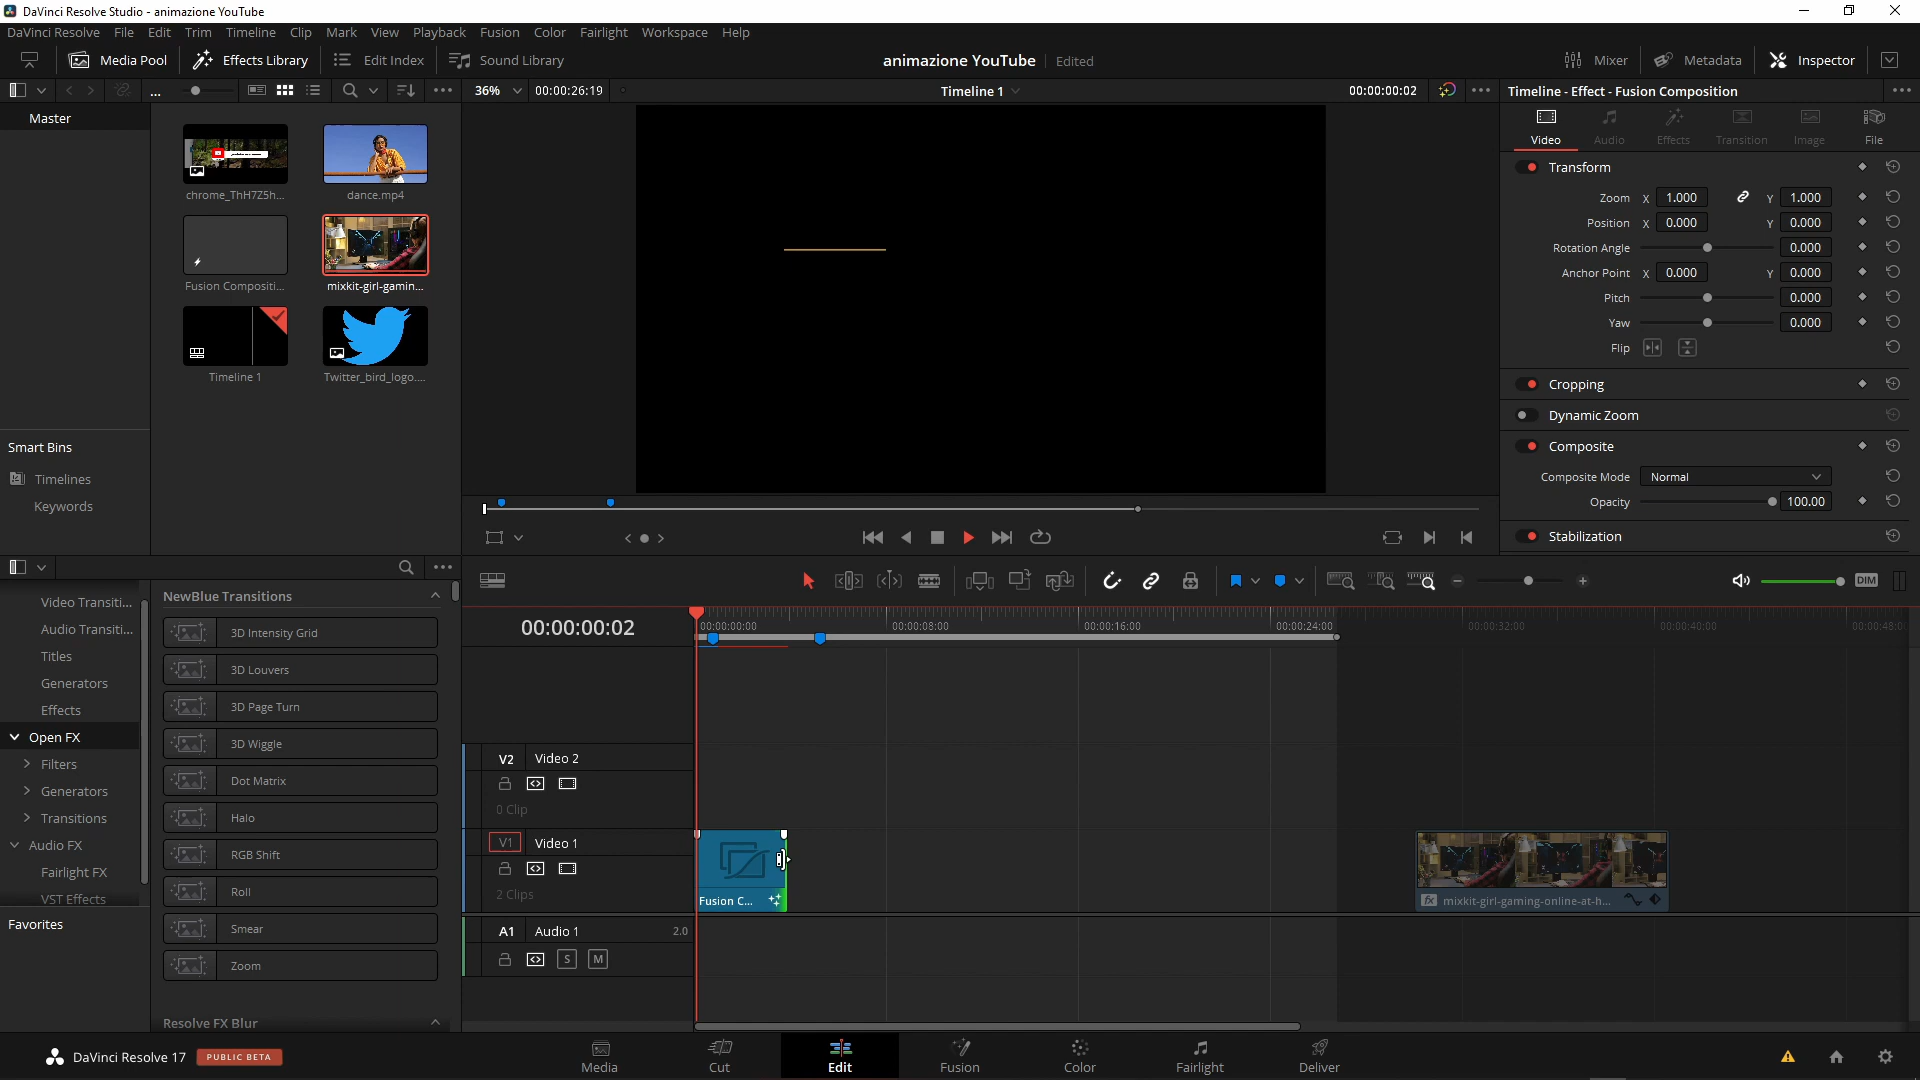 DaVinci Resolve Studio - animazione YouTube
DaVinci Resolve File Edit Trim Timeline Clip Mark View Playback Fusion Color Fairlight Workspace Help
Media Pool Effects Library Edit Index Sound Library animazione YouTube Edited Mixer Metadata Inspector
... 36% 00:00:26:19 Timeline 1 00:00:00:02 Timeline - Effect - Fusion Composition
Master
Video Audio Effects Transition Image File
chrome_ThH7Z5h... dance.mp4
Fusion Compositi... mixkit-girl-gamin...
Timeline 1 Twitter_bird_logo....
Transform
Zoom X 1.000 Y 1.000
Position X 0.000 Y 0.000
Rotation Angle 0.000
Anchor Point X 0.000 Y 0.000
Pitch 0.000
Yaw 0.000
Flip
Cropping
Dynamic Zoom
Composite
Composite Mode Normal
Opacity 100.00
Stabilization
Smart Bins
Timelines
Keywords
Video Transiti...
Audio Transiti...
Titles
Generators
Effects
Open FX
Filters
Generators
Transitions
Audio FX
Fairlight FX
VST Effects
Favorites
NewBlue Transitions
3D Intensity Grid
3D Louvers
3D Page Turn
3D Wiggle
Dot Matrix
Halo
RGB Shift
Roll
Smear
Zoom
Resolve FX Blur
DIM
00:00:00:02
00:00:00:00 00:00:08:00 00:00:16:00 00:00:24:00 00:00:32:00 00:00:40:00 00:00:48:00
V2 Video 2
0 Clip
V1 Video 1
2 Clips
Fusion C... fx mixkit-girl-gaming-online-at-h...
A1 Audio 1 2.0
S M
DaVinci Resolve 17 PUBLIC BETA
Media Cut Edit Fusion Color Fairlight Deliver